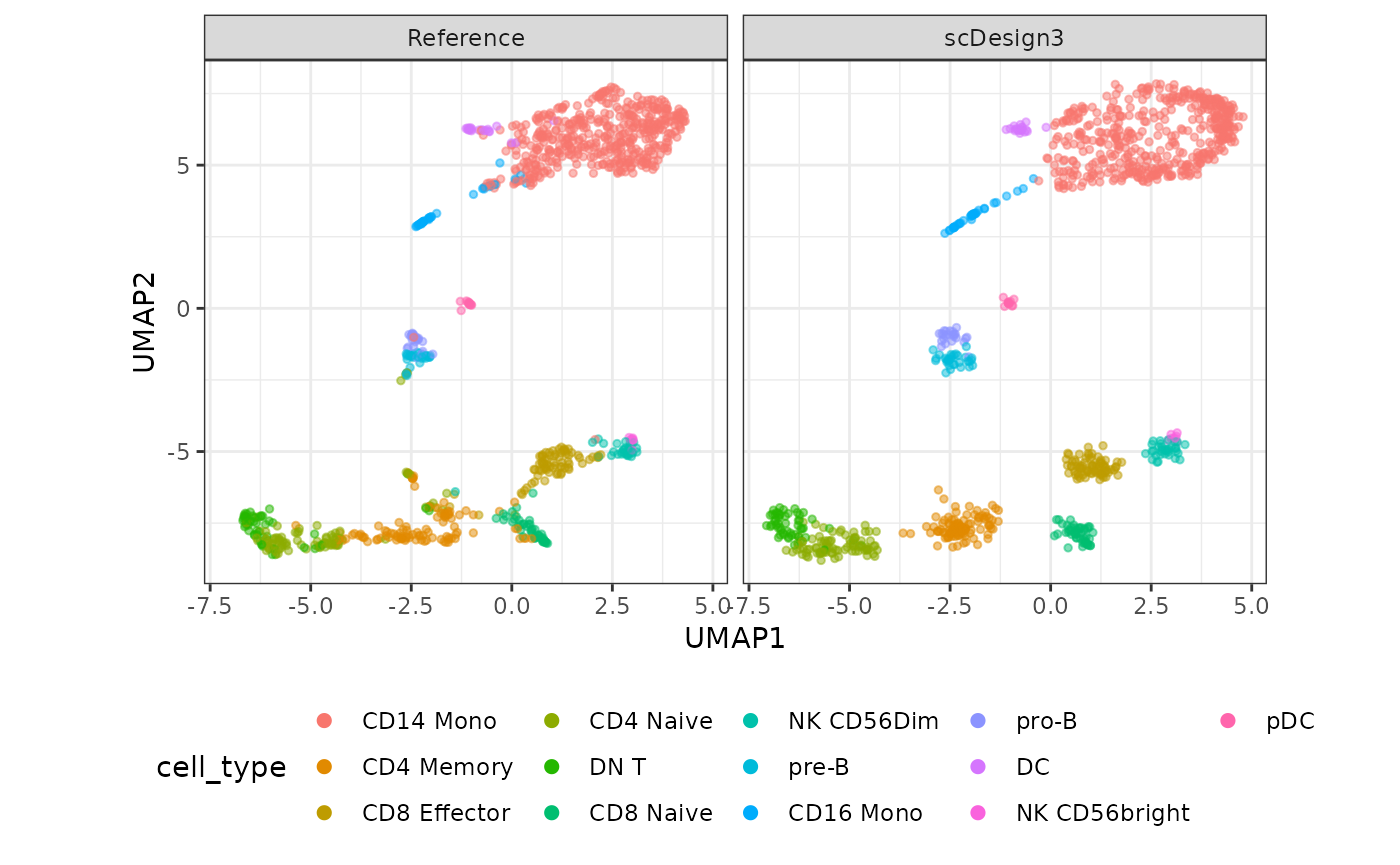 Reference scDesign3
5
0
-5
UMAP2
-7.5 -5.0 -2.5 0.0 2.5 5.0 -7.5 -5.0 -2.5 0.0 2.5 5.0
UMAP1
cell_type
CD14 Mono CD4 Naive NK CD56Dim pro-B pDC
CD4 Memory DN T pre-B DC
CD8 Effector CD8 Naive CD16 Mono NK CD56bright